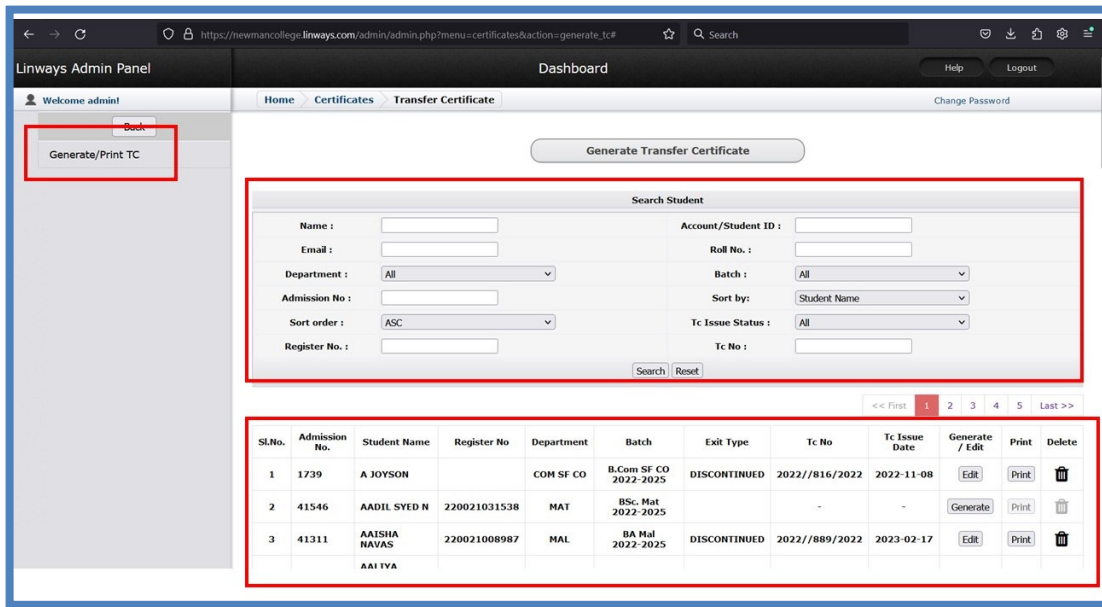 https://newmancollege.linways.com/admin/admin.php?menu=certificates&action=generate_tc#
Search
Linways Admin Panel
Dashboard
Help
Logout
Welcome admin!
Home
Certificates
Transfer Certificate
Change Password
Back
Generate/Print TC
Generate Transfer Certificate
Search Student
Name :
Account/Student ID :
Email :
Roll No. :
Department : All
Batch : All
Admission No :
Sort by: Student Name
Sort order : ASC
Tc Issue Status : All
Register No. :
Tc No :
Search Reset
<< First 1 2 3 4 5 Last >>
Sl.No. Admission No. Student Name Register No Department Batch Exit Type Tc No Tc Issue Date Generate / Edit Print Delete
1 1739 A JOYSON COM SF CO B.Com SF CO 2022-2025 DISCONTINUED 2022//816/2022 2022-11-08 Edit Print
2 41546 AADIL SYED N 220021031538 MAT BSc. Mat 2022-2025 - - Generate Print
3 41311 AAISHA NAVAS 220021008987 MAL BA Mal 2022-2025 DISCONTINUED 2022//889/2022 2023-02-17 Edit Print
AALIYA